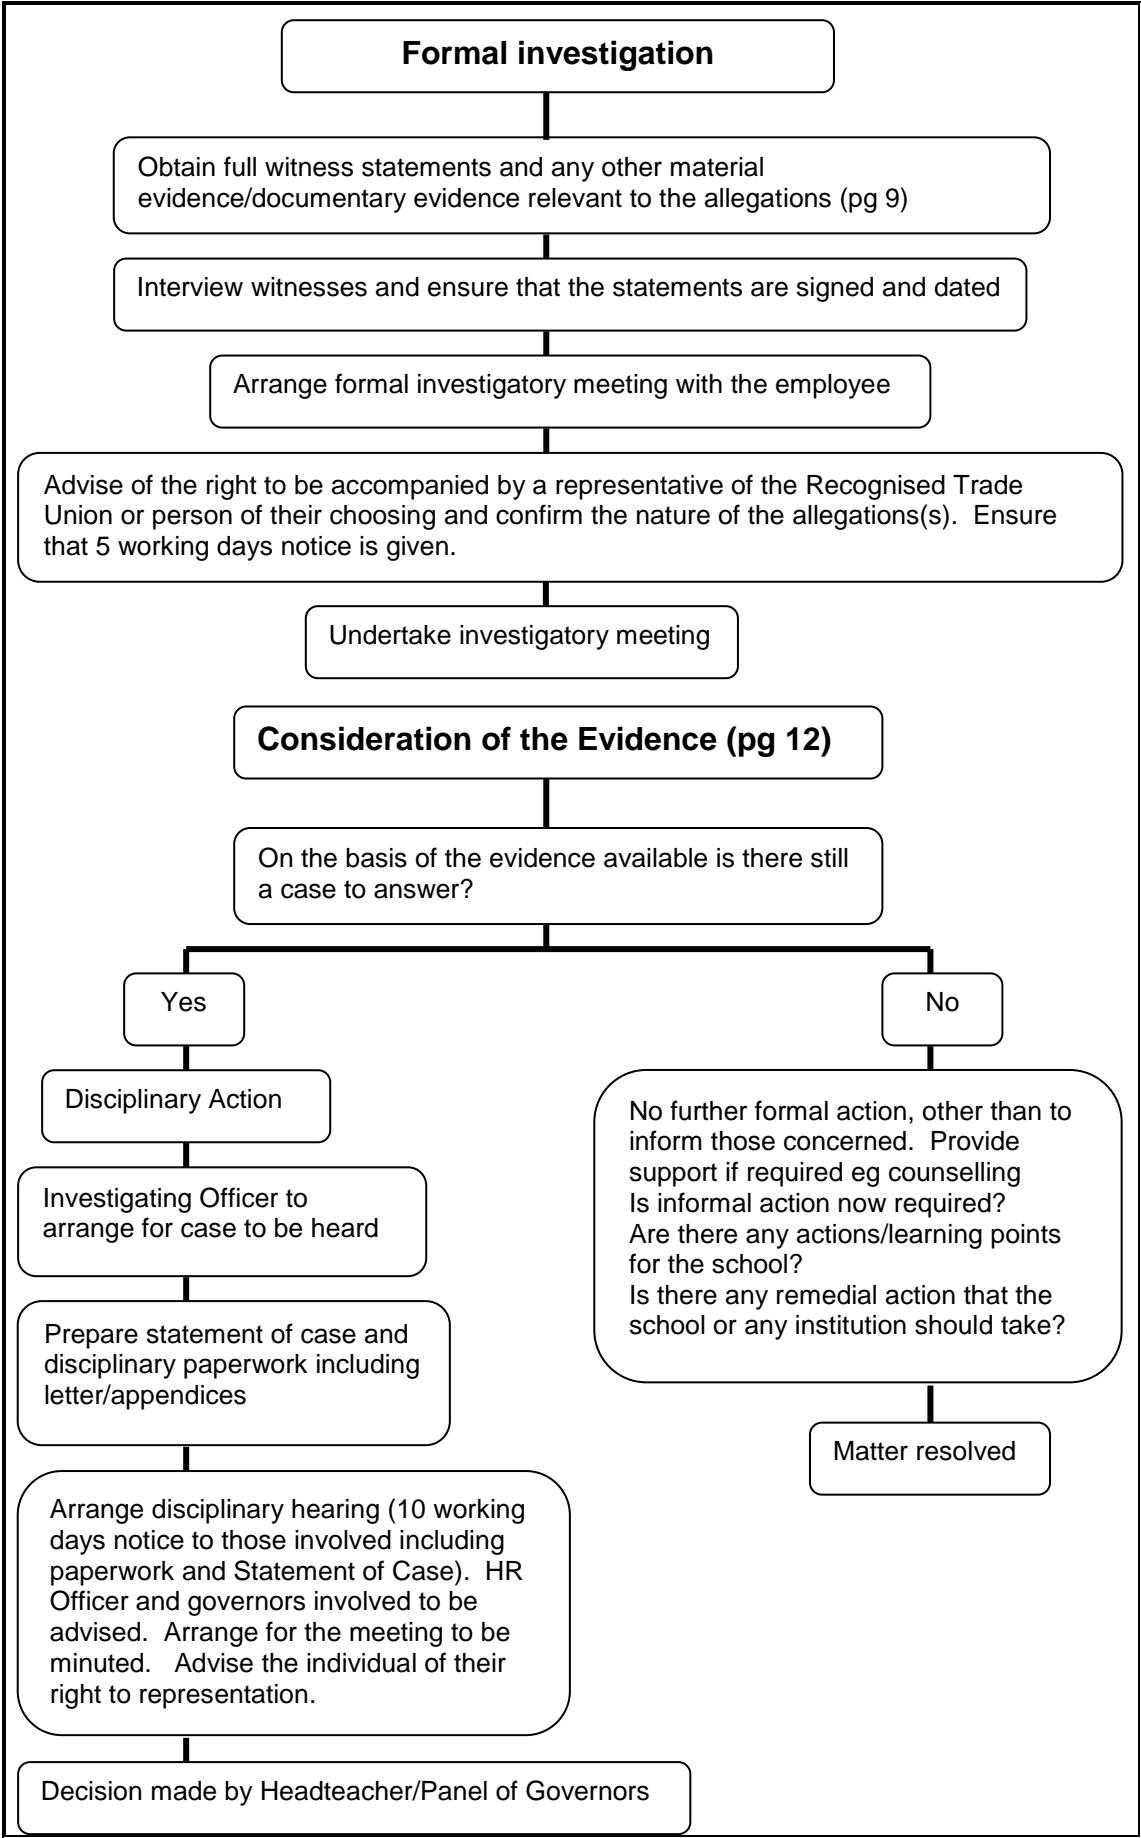 Formal investigation
Obtain full witness statements and any other material
evidence/documentary evidence relevant to the allegations (pg 9)
Interview witnesses and ensure that the statements are signed and dated
Arrange formal investigatory meeting with the employee
Advise of the right to be accompanied by a representative of the Recognised Trade
Union or person of their choosing and confirm the nature of the allegations(s).  Ensure
that 5 working days notice is given.
Undertake investigatory meeting
Consideration of the Evidence (pg 12)
On the basis of the evidence available is there still
a case to answer?
Yes
Disciplinary Action
Investigating Officer to
arrange for case to be heard
Prepare statement of case and
disciplinary paperwork including
letter/appendices
Arrange disciplinary hearing (10 working
days notice to those involved including
paperwork and Statement of Case).  HR
Officer and governors involved to be
advised.  Arrange for the meeting to be
minuted.   Advise the individual of their
right to representation.
Decision made by Headteacher/Panel of Governors
No
No further formal action, other than to
inform those concerned.  Provide
support if required eg counselling
Is informal action now required?
Are there any actions/learning points
for the school?
Is there any remedial action that the
school or any institution should take?
Matter resolved